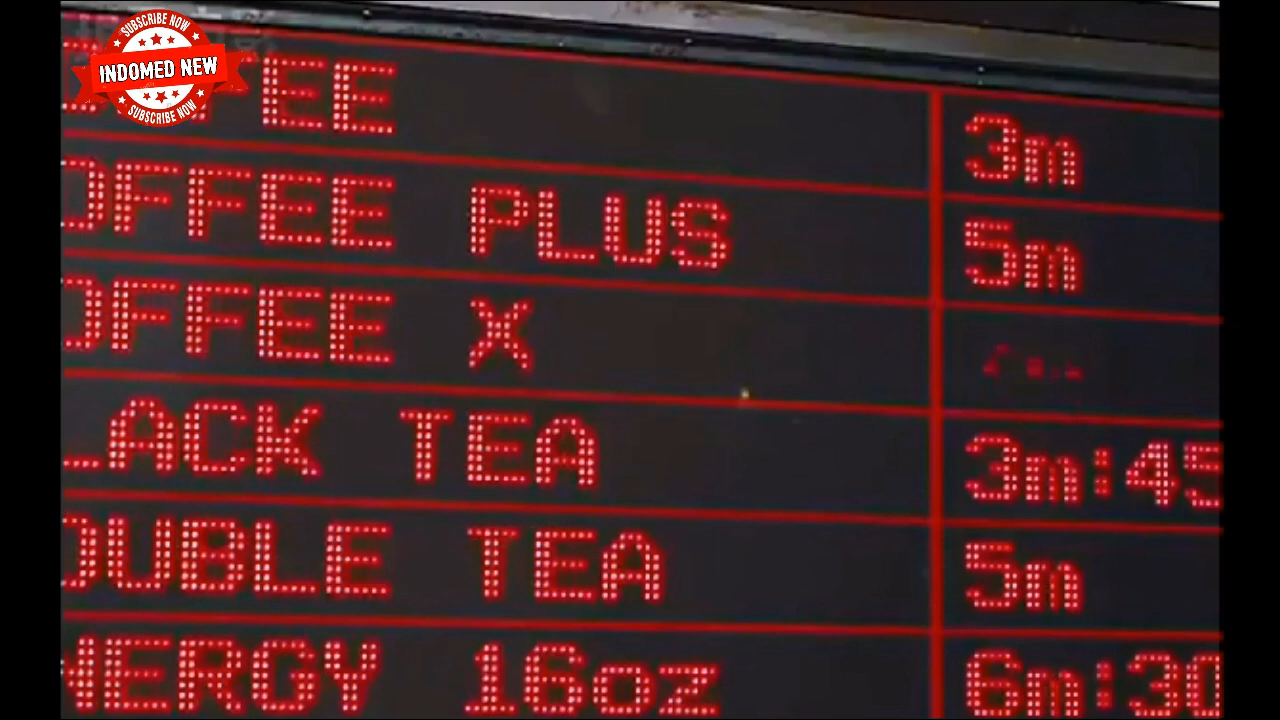 SUBSCRIBE NOW
INDOMED NEW
SUBSCRIBE NOW
FEE 3m
OFFEE PLUS 5m
OFFEE X
LACK TEA 3m:45
OUBLE TEA 5m
NERGY 16oz 6m:30